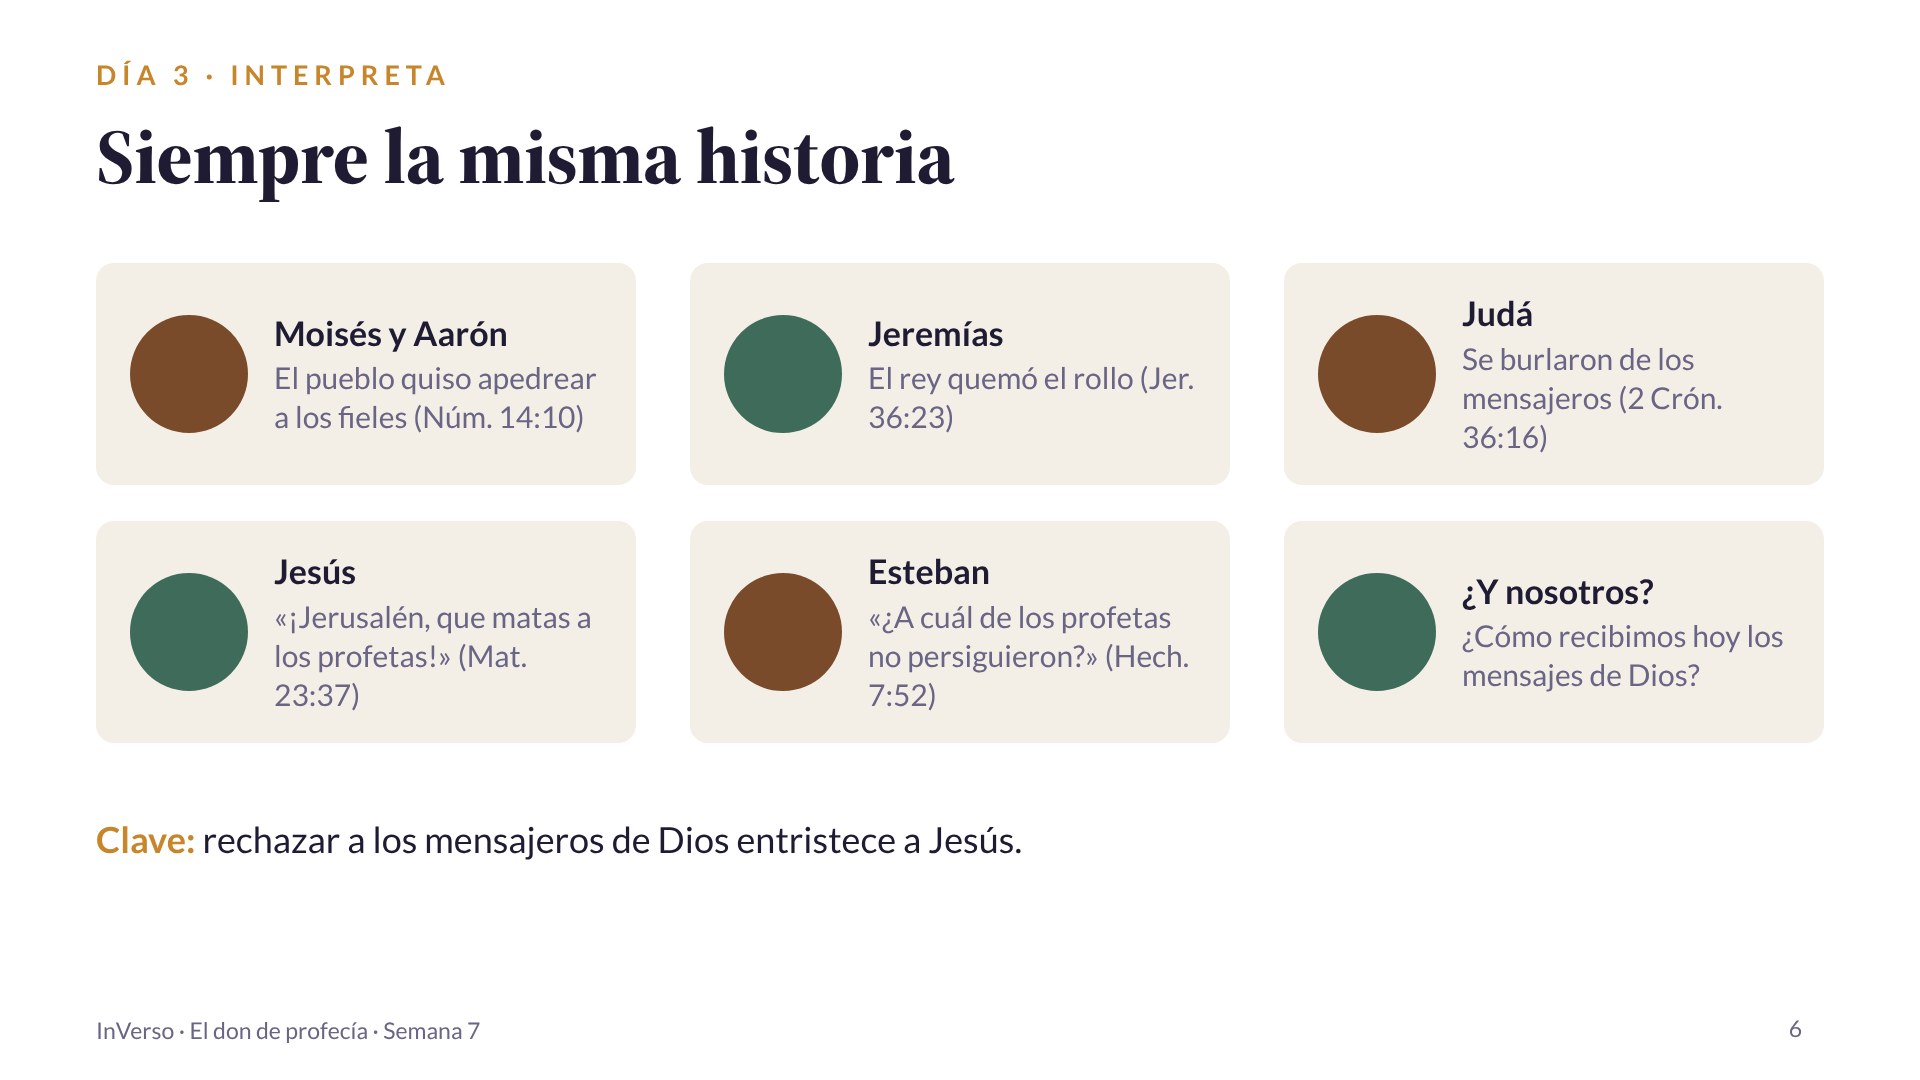 DÍA 3 · INTERPRETA
Siempre la misma historia
Moisés y Aarón
El pueblo quiso apedrear
a los fieles (Núm. 14:10)
Jeremías
El rey quemó el rollo (Jer.
36:23)
Judá
Se burlaron de los
mensajeros (2 Crón.
36:16)
Jesús
«¡Jerusalén, que matas a
los profetas!» (Mat.
23:37)
Esteban
«¿A cuál de los profetas
no persiguieron?» (Hech.
7:52)
¿Y nosotros?
¿Cómo recibimos hoy los
mensajes de Dios?
Clave: rechazar a los mensajeros de Dios entristece a Jesús.
InVerso · El don de profecía · Semana 7
6